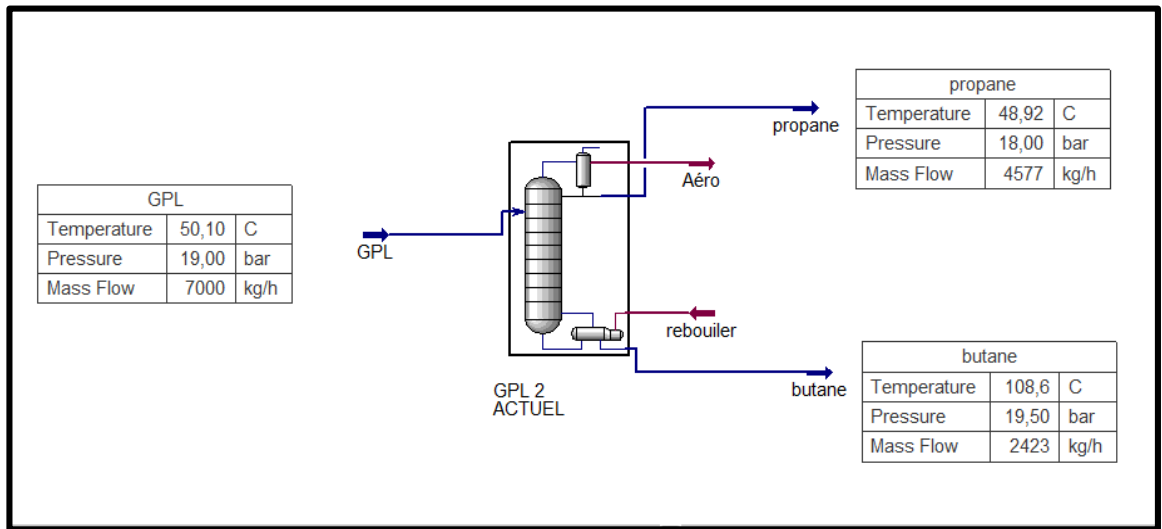 GPL
Temperature 50,10 C
Pressure 19,00 bar
Mass Flow 7000 kg/h
GPL
propane
Aéro
rebouiler
butane
GPL 2
ACTUEL
propane
Temperature 48,92 C
Pressure 18,00 bar
Mass Flow 4577 kg/h
butane
Temperature 108,6 C
Pressure 19,50 bar
Mass Flow 2423 kg/h